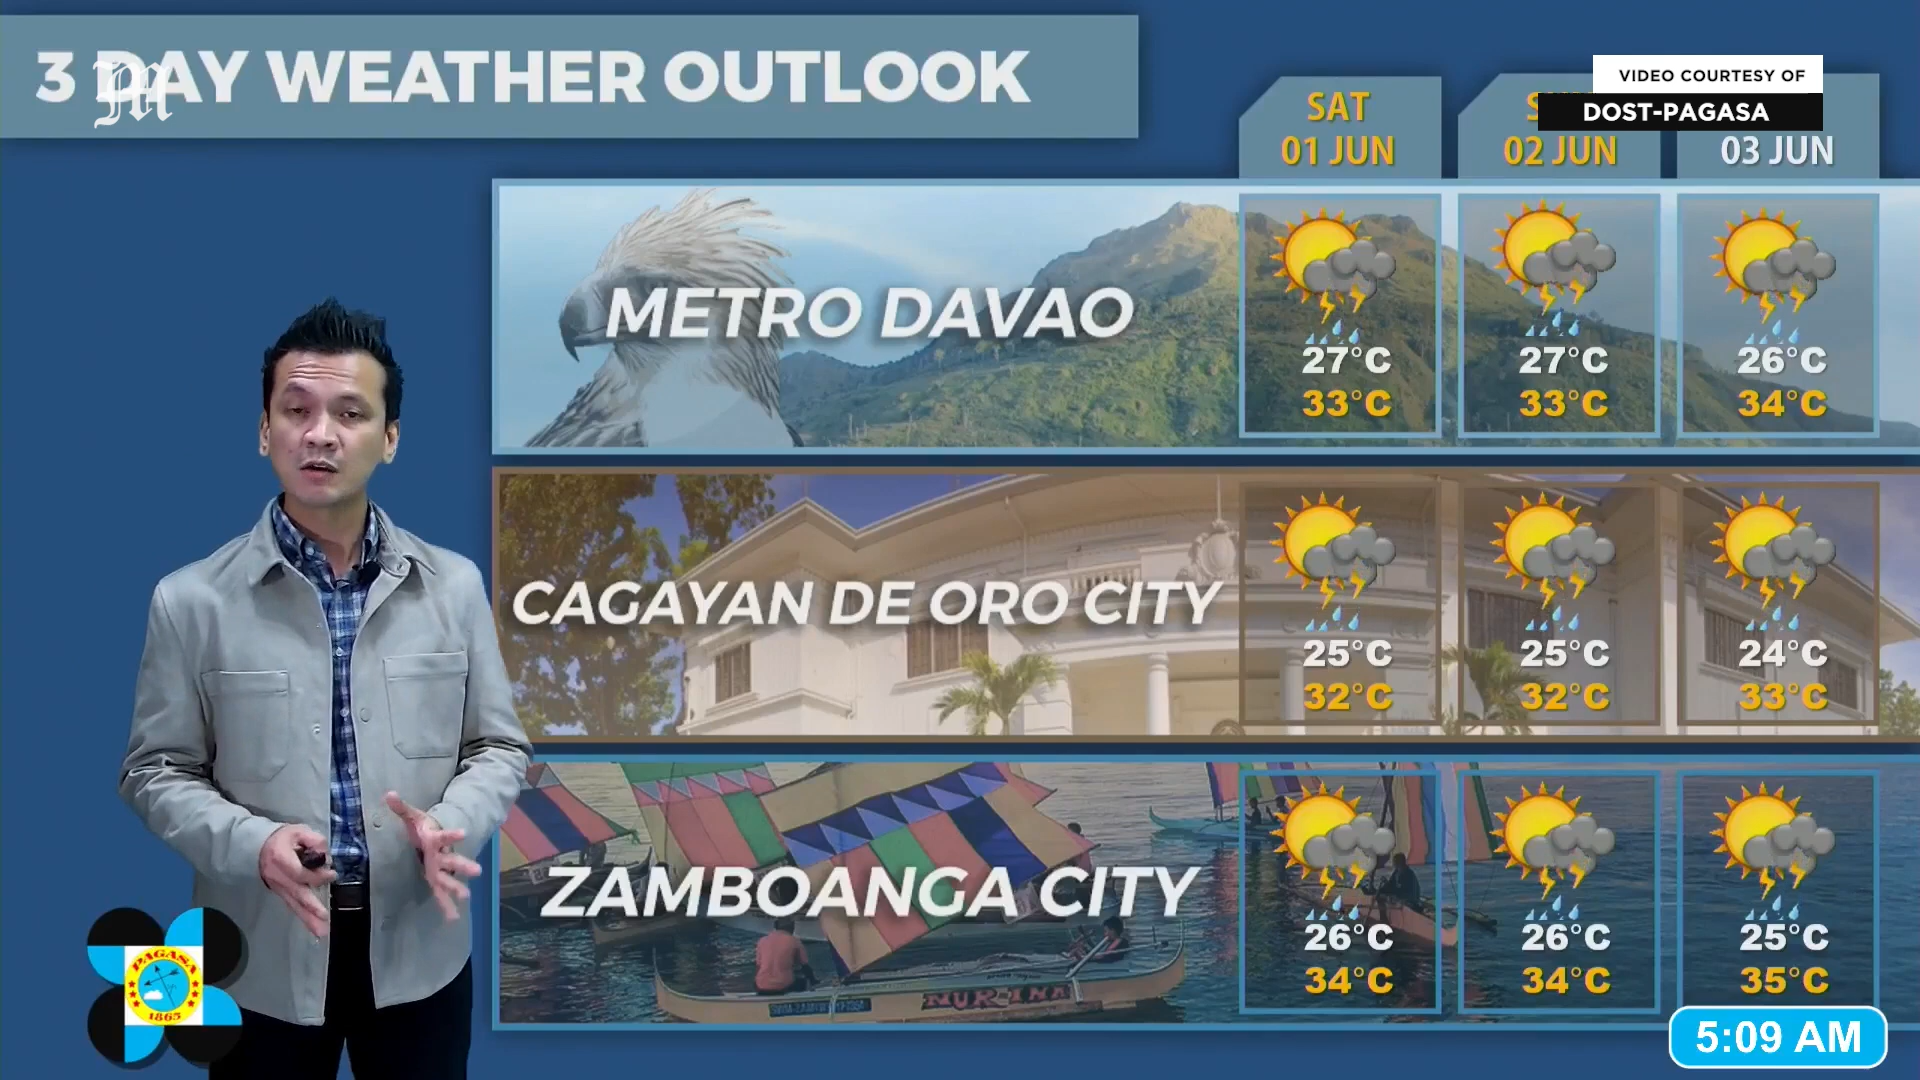 3 DAY WEATHER OUTLOOK
M
VIDEO COURTESY OF
DOST-PAGASA
SAT
01 JUN
02 JUN
03 JUN
METRO DAVAO
27°C
33°C
27°C
33°C
26°C
34°C
CAGAYAN DE ORO CITY
25°C
32°C
25°C
32°C
24°C
33°C
ZAMBOANGA CITY
26°C
34°C
26°C
34°C
25°C
35°C
PAGASA
1865
5:09 AM